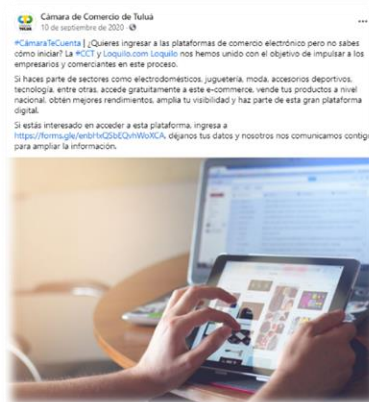 Cámara de Comercio de Tuluá
10 de septiembre de 2020 ·
#CámaraTeCuenta | ¿Quieres ingresar a las plataformas de comercio electrónico pero no sabes
cómo iniciar? La #CCT y Loquilo.com Loquilo nos hemos unido con el objetivo de impulsar a los
empresarios y comerciantes en este proceso.
Si haces parte de sectores como electrodomésticos, juguetería, moda, accesorios deportivos,
tecnología, entre otras, accede gratuitamente a este e-commerce, vende tus productos a nivel
nacional, obtén mejores rendimientos, amplia tu visibilidad y haz parte de esta gran plataforma
digital.
Si estás interesado en acceder a esta plataforma, ingresa a
https://forms.gle/enbHxQSbEQvhWoXCA, déjanos tus datos y nosotros nos comunicamos contigo
para ampliar la información.